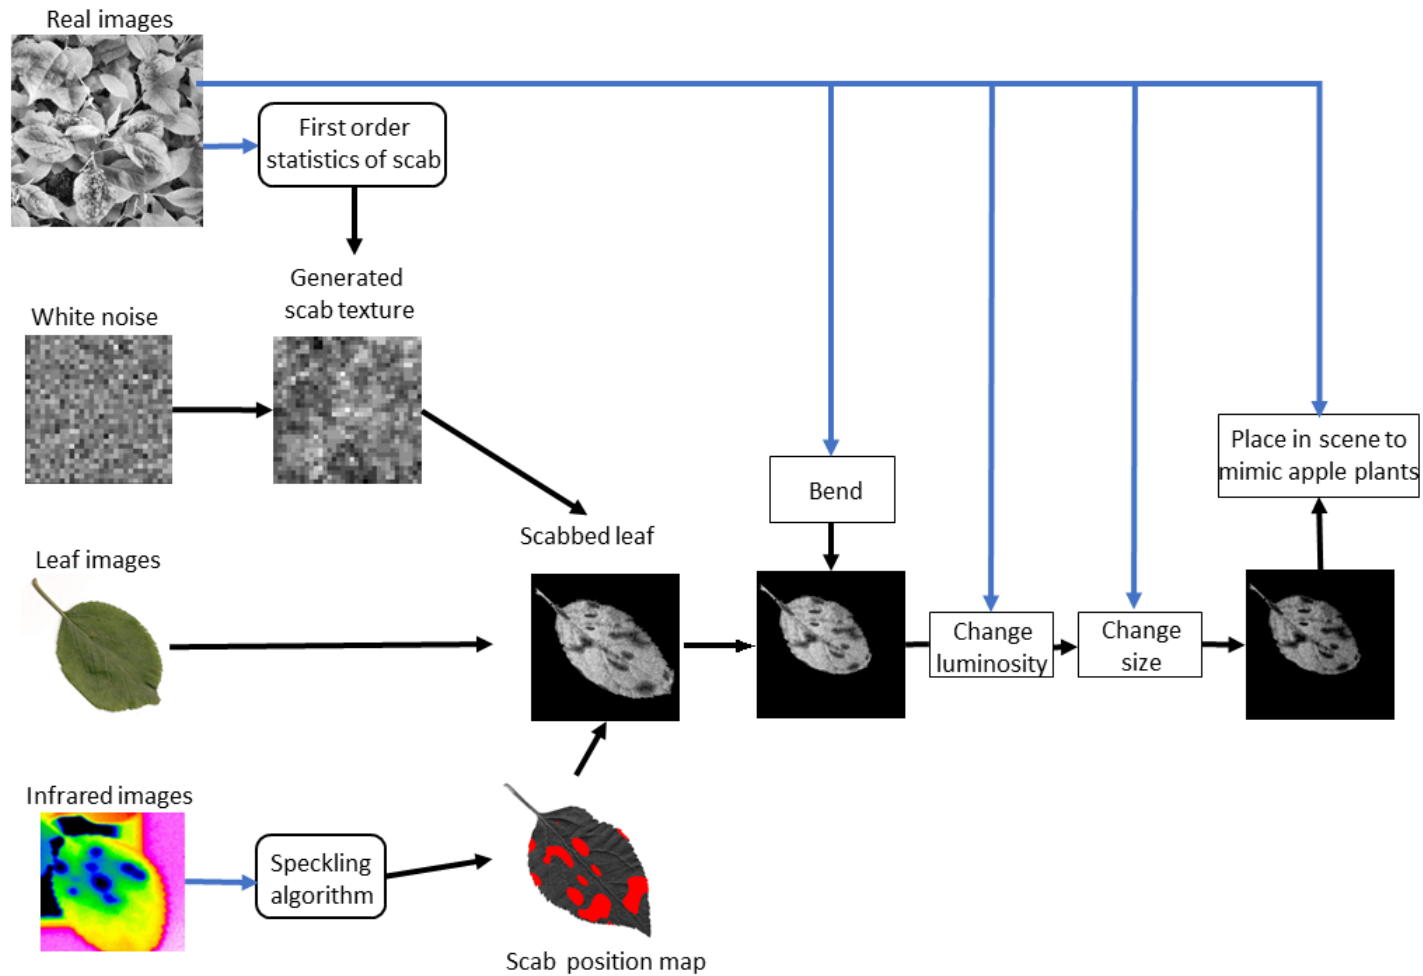 Real images
First order
statistics of scab
Generated
scab texture
White noise
Place in scene to
mimic apple plants
Bend
Scabbed leaf
Leaf images
Change
luminosity
Change
size
Infrared images
Speckling
algorithm
Scab position map